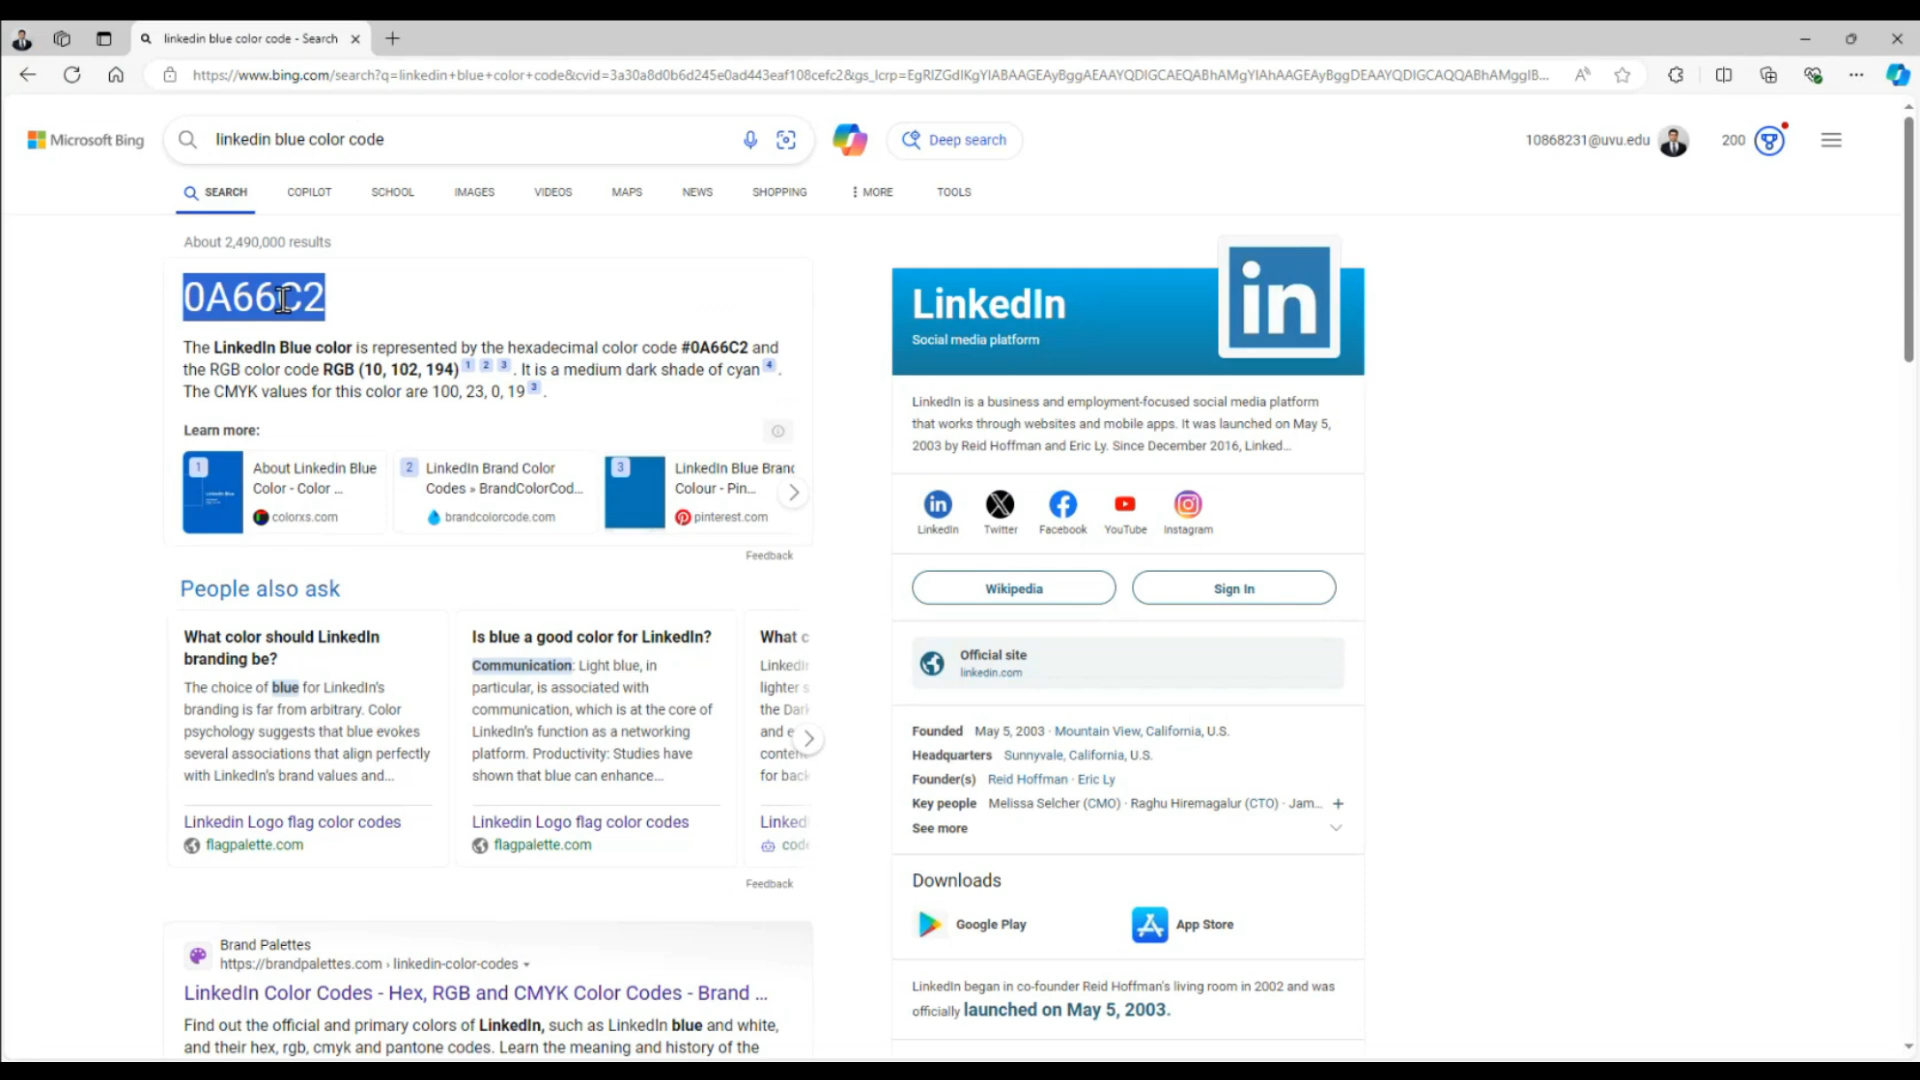 linkedin blue color code - Search
https://www.bing.com/search?q=linkedin+blue+color+code&cvid=3a30a8d0b6d245e0ad443eaf108cefc2&gs_lcrp=EgRlZGdlKgYIABAAGEAyBggAEAAYQDIGCAEQABhAMgYIAhAAGEAyBggDEAAYQDIGCAQQABhAMggIB...
Microsoft Bing
linkedin blue color code
Deep search
10868231@uvu.edu
200
SEARCH
COPILOT
SCHOOL
IMAGES
VIDEOS
MAPS
NEWS
SHOPPING
MORE
TOOLS
About 2,490,000 results
0A66C2
The LinkedIn Blue color is represented by the hexadecimal color code #0A66C2 and
the RGB color code RGB (10, 102, 194) 1 2 3 . It is a medium dark shade of cyan 4 .
The CMYK values for this color are 100, 23, 0, 19 3 .
Learn more:
1
About Linkedin Blue
Color - Color ...
colorxs.com
2
LinkedIn Brand Color
Codes » BrandColorCod...
brandcolorcode.com
3
LinkedIn Blue Brand
Colour - Pin...
pinterest.com
Feedback
People also ask
What color should LinkedIn
branding be?
The choice of blue for LinkedIn's
branding is far from arbitrary. Color
psychology suggests that blue evokes
several associations that align perfectly
with LinkedIn's brand values and...
Linkedin Logo flag color codes
flagpalette.com
Is blue a good color for LinkedIn?
Communication: Light blue, in
particular, is associated with
communication, which is at the core of
LinkedIn's function as a networking
platform. Productivity: Studies have
shown that blue can enhance...
Linkedin Logo flag color codes
flagpalette.com
What c
LinkedIn
lighter s
the Dark
and e
content
for back
Linked
code
Feedback
Brand Palettes
https://brandpalettes.com › linkedin-color-codes
LinkedIn Color Codes - Hex, RGB and CMYK Color Codes - Brand ...
Find out the official and primary colors of LinkedIn, such as LinkedIn blue and white,
and their hex, rgb, cmyk and pantone codes. Learn the meaning and history of the
LinkedIn
Social media platform
in
LinkedIn is a business and employment-focused social media platform
that works through websites and mobile apps. It was launched on May 5,
2003 by Reid Hoffman and Eric Ly. Since December 2016, Linked...
LinkedIn
Twitter
Facebook
YouTube
Instagram
Wikipedia
Sign In
Official site
linkedin.com
Founded May 5, 2003 · Mountain View, California, U.S.
Headquarters Sunnyvale, California, U.S.
Founder(s) Reid Hoffman · Eric Ly
Key people Melissa Selcher (CMO) · Raghu Hiremagalur (CTO) · Jam...
See more
Downloads
Google Play
App Store
LinkedIn began in co-founder Reid Hoffman's living room in 2002 and was
officially launched on May 5, 2003.